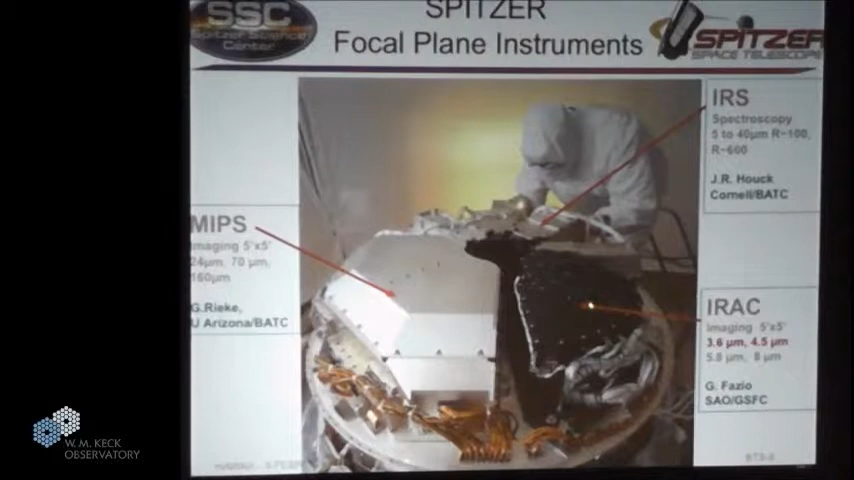 SSC
Spitzer Science
Center
SPITZER
Focal Plane Instruments
SPITZER
SPACE TELESCOPE
IRS
Spectroscopy
5 to 40µm R~100,
R~600
J.R. Houck
Cornell/BATC
MIPS
Imaging 5'x5'
24µm, 70 µm,
160µm
G.Rieke,
U Arizona/BATC
IRAC
Imaging 5'x5'
3.6 µm, 4.5 µm
5.8 µm, 8 µm
G. Fazio
SAO/GSFC
W. M. KECK
OBSERVATORY